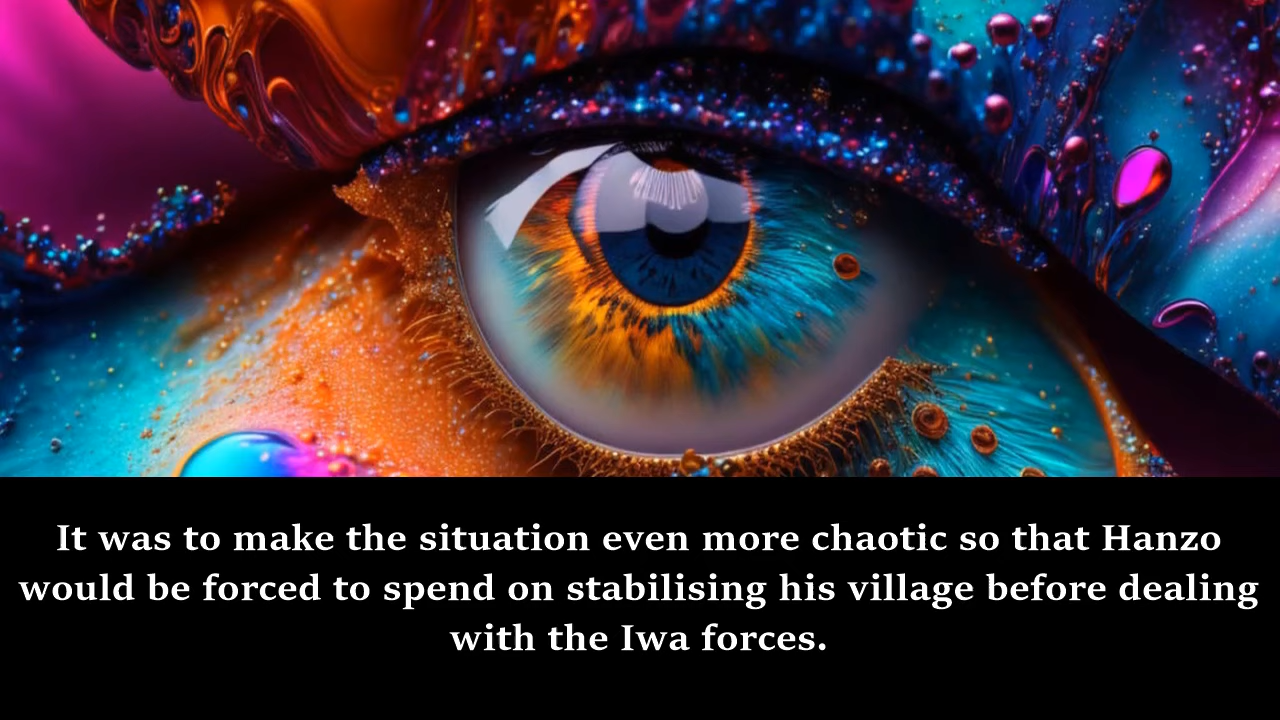 It was to make the situation even more chaotic so that Hanzo
would be forced to spend on stabilising his village before dealing
with the Iwa forces.